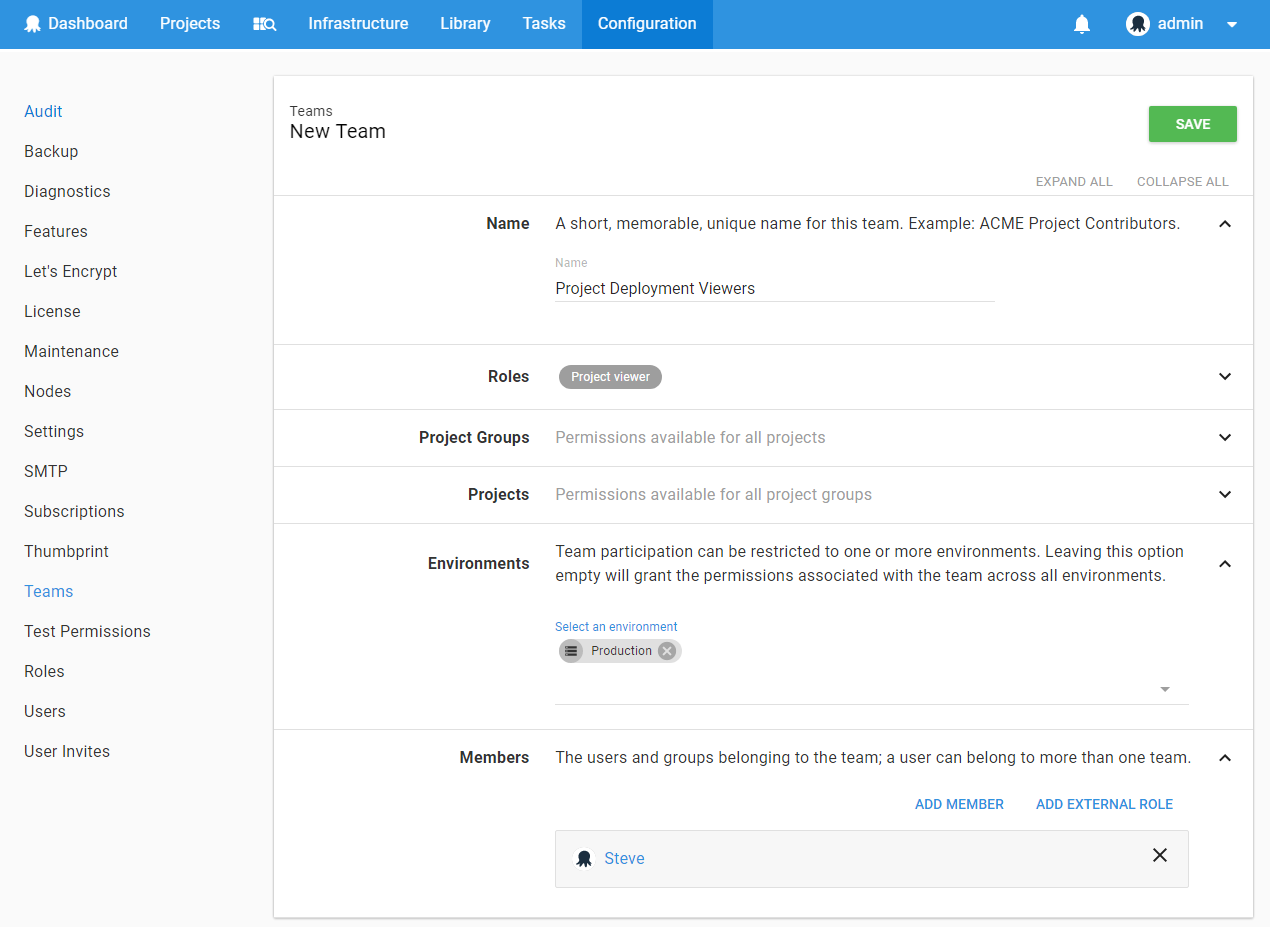 Dashboard
Projects
Infrastructure
Library
Tasks
Configuration
admin
Audit
Backup
Diagnostics
Features
Let's Encrypt
License
Maintenance
Nodes
Settings
SMTP
Subscriptions
Thumbprint
Teams
Test Permissions
Roles
Users
User Invites
Teams
New Team
SAVE
EXPAND ALL
COLLAPSE ALL
Name
A short, memorable, unique name for this team. Example: ACME Project Contributors.
Name
Project Deployment Viewers
Roles
Project viewer
Project Groups
Permissions available for all projects
Projects
Permissions available for all project groups
Environments
Team participation can be restricted to one or more environments. Leaving this option
empty will grant the permissions associated with the team across all environments.
Select an environment
Production
Members
The users and groups belonging to the team; a user can belong to more than one team.
ADD MEMBER
ADD EXTERNAL ROLE
Steve